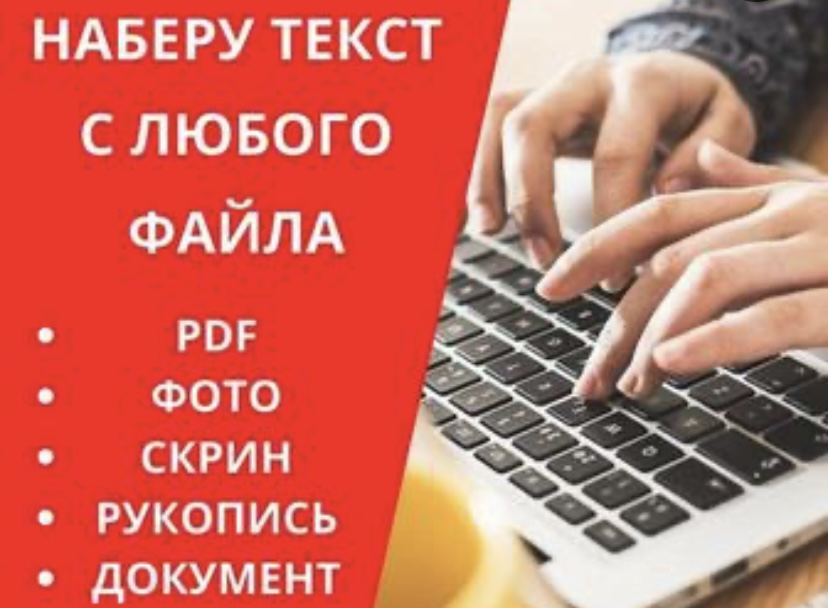 НАБЕРУ ТЕКСТ
С ЛЮБОГО
ФАЙЛА
• PDF
• ФОТО
• СКРИН
• РУКОПИСЬ
• ДОКУМЕНТ